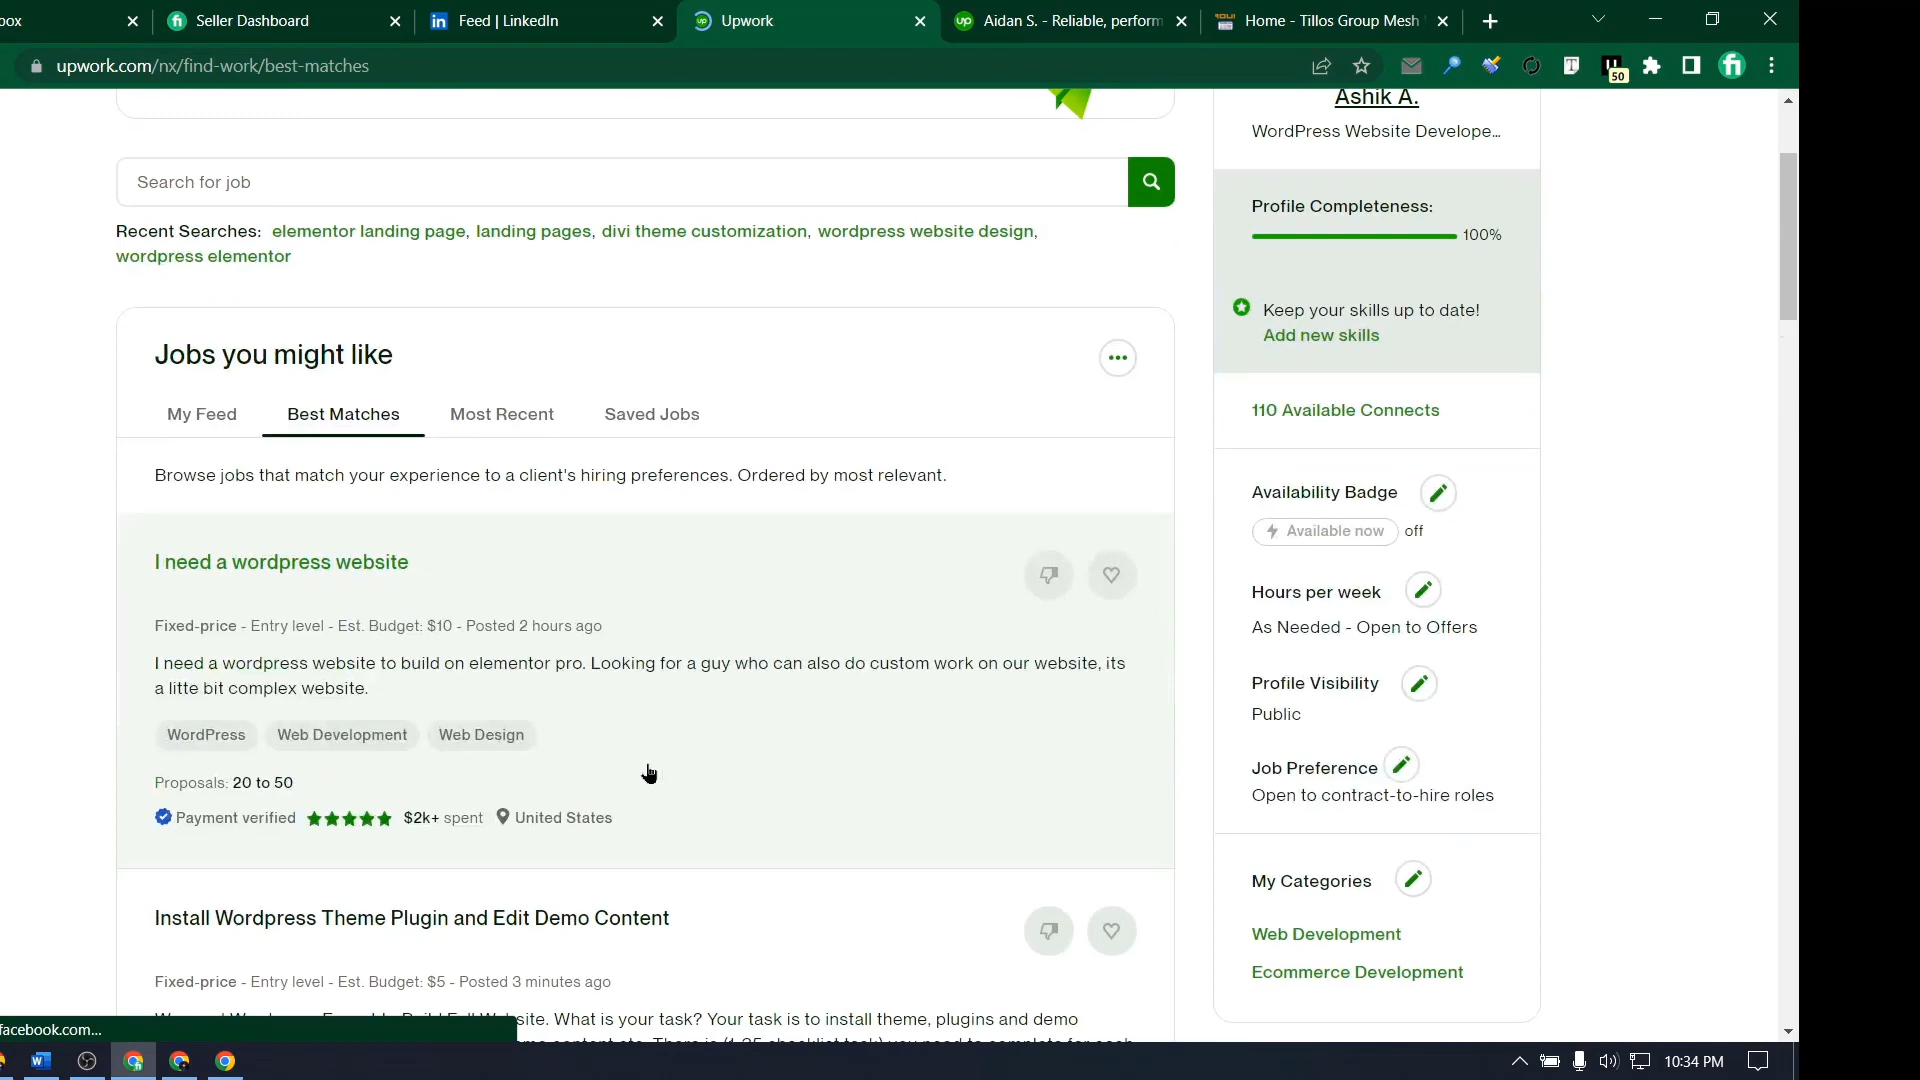 box
Seller Dashboard
Feed | LinkedIn
Upwork
Aidan S. - Reliable, perform
Home - Tillos Group Mesh
upwork.com/nx/find-work/best-matches
50
Ashik A.
WordPress Website Develope...
Search for job
Recent Searches: elementor landing page, landing pages, divi theme customization, wordpress website design,
wordpress elementor
Profile Completeness:
100%
Keep your skills up to date!
Add new skills
Jobs you might like
My Feed
Best Matches
Most Recent
Saved Jobs
110 Available Connects
Browse jobs that match your experience to a client's hiring preferences. Ordered by most relevant.
Availability Badge
Available now off
I need a wordpress website
Hours per week
As Needed - Open to Offers
Fixed-price - Entry level - Est. Budget: $10 - Posted 2 hours ago
I need a wordpress website to build on elementor pro. Looking for a guy who can also do custom work on our website, its
a litte bit complex website.
Profile Visibility
Public
WordPress
Web Development
Web Design
Job Preference
Open to contract-to-hire roles
Proposals: 20 to 50
Payment verified $2k+ spent United States
My Categories
Web Development
Ecommerce Development
Install Wordpress Theme Plugin and Edit Demo Content
Fixed-price - Entry level - Est. Budget: $5 - Posted 3 minutes ago
site. What is your task? Your task is to install theme, plugins and demo
facebook.com...
10:34 PM